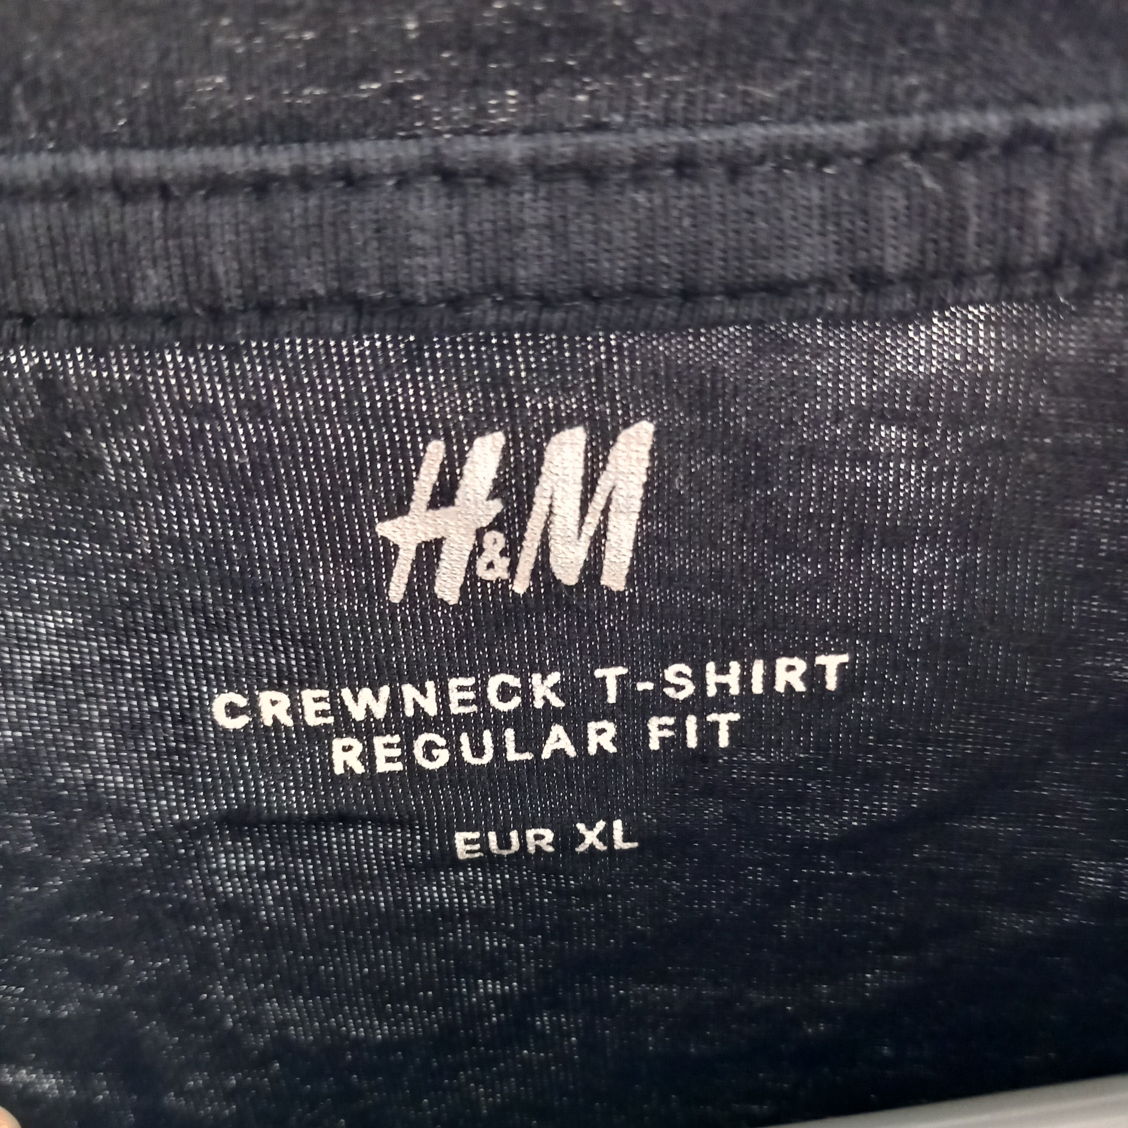 H&M
CREWNECK T-SHIRT
REGULAR FIT
EUR XL